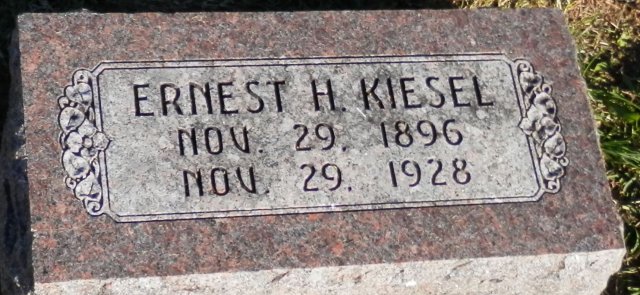 ERNEST H. KIESEL
NOV. 29, 1896
NOV. 29, 1928